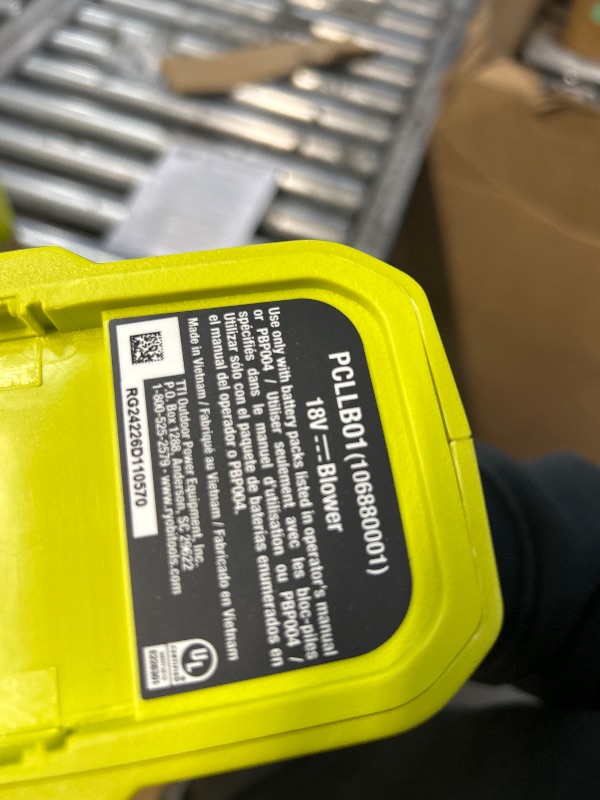 PCLLB01(106880001)
18V ⎓ Blower
Use only with battery packs listed in operator's manual
or PBP004 / Utiliser seulement avec les bloc-piles
spécifiés dans le manuel d'utilisation ou PBP004 /
Utilizar sólo con el paquete de baterías enumerados en
el manual del operador o PBP004.
Made in Vietnam / Fabriqué au Vietnam / Fabricado en Vietnam
TTI Outdoor Power Equipment, Inc.
P.O. Box 1288, Anderson, SC 29622
1-800-525-2579 • www.ryobitools.com
RG24226D110570
UL
CERTIFIED